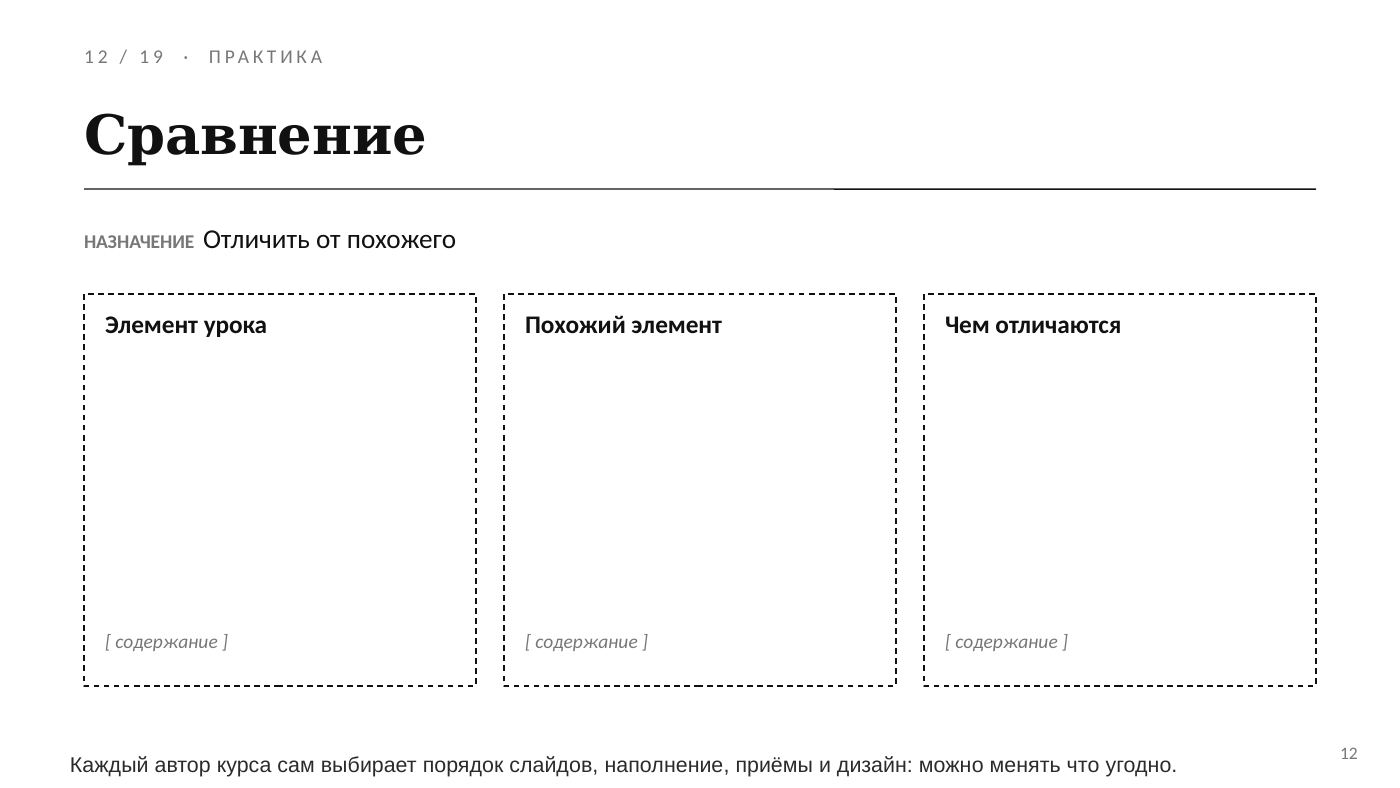 12 / 19 · ПРАКТИКА
Сравнение
НАЗНАЧЕНИЕ Отличить от похожего
Элемент урока
[ содержание ]
Похожий элемент
[ содержание ]
Чем отличаются
[ содержание ]
Каждый автор курса сам выбирает порядок слайдов, наполнение, приёмы и дизайн: можно менять что угодно.
12